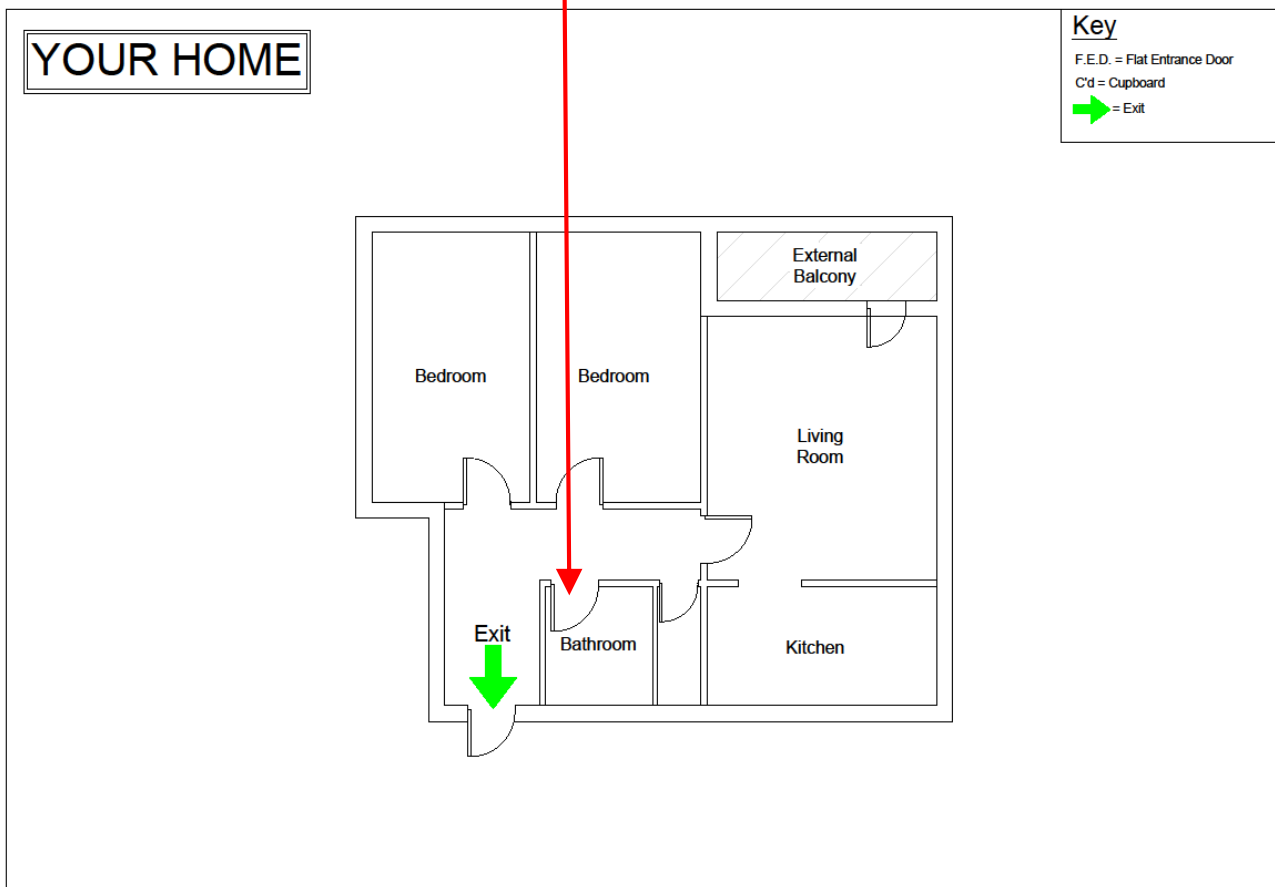 YOUR HOME
Key
F.E.D. = Flat Entrance Door
C'd = Cupboard
= Exit
External
Balcony
Bedroom
Bedroom
Living
Room
Exit
Bathroom
Kitchen